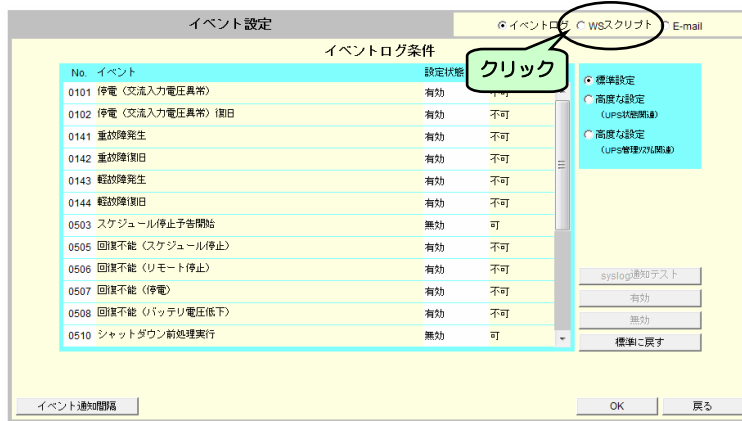 イベント設定
イベントログ WSスクリプト E-mail
クリック
イベントログ条件
No. イベント 設定状態
0101 停電（交流入力電圧異常） 有効 不可
0102 停電（交流入力電圧異常）復旧 有効 不可
0141 重故障発生 有効 不可
0142 重故障復旧 有効 不可
0143 軽故障発生 有効 不可
0144 軽故障復旧 有効 不可
0503 スケジュール停止予告開始 無効 可
0505 回復不能（スケジュール停止） 有効 不可
0506 回復不能（リモート停止） 有効 不可
0507 回復不能（停電） 有効 不可
0508 回復不能（バッテリ電圧低下） 有効 不可
0510 シャットダウン前処理実行 無効 可
標準設定
高度な設定
（UPS状態関連）
高度な設定
（UPS管理ｼｽﾃﾑ関連）
syslog通知テスト
有効
無効
標準に戻す
イベント通知間隔
OK
戻る